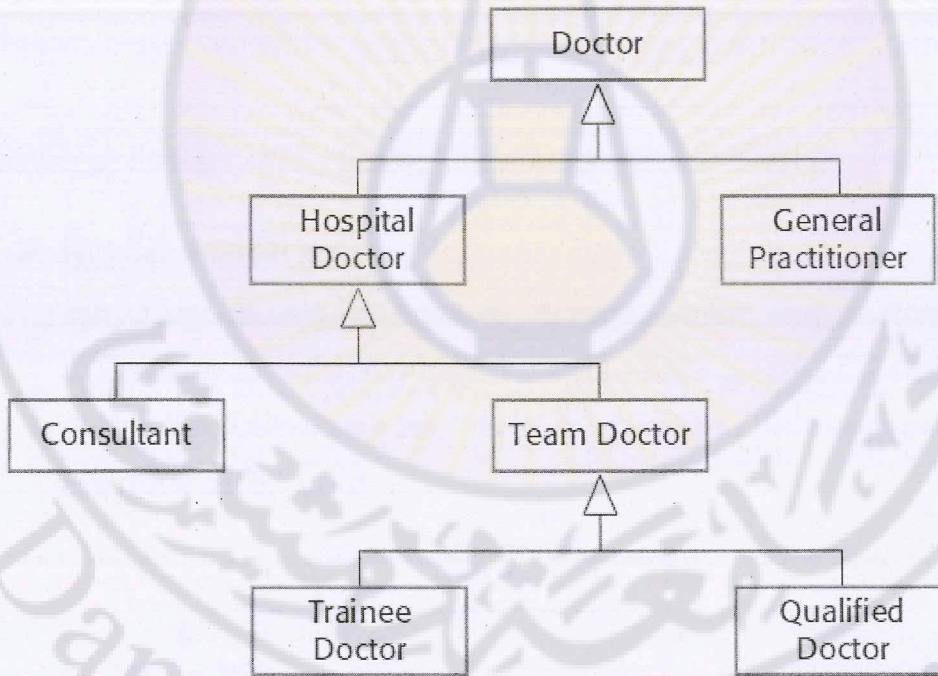 Doctor
Hospital
Doctor
General
Practitioner
Consultant
Team Doctor
Trainee
Doctor
Qualified
Doctor